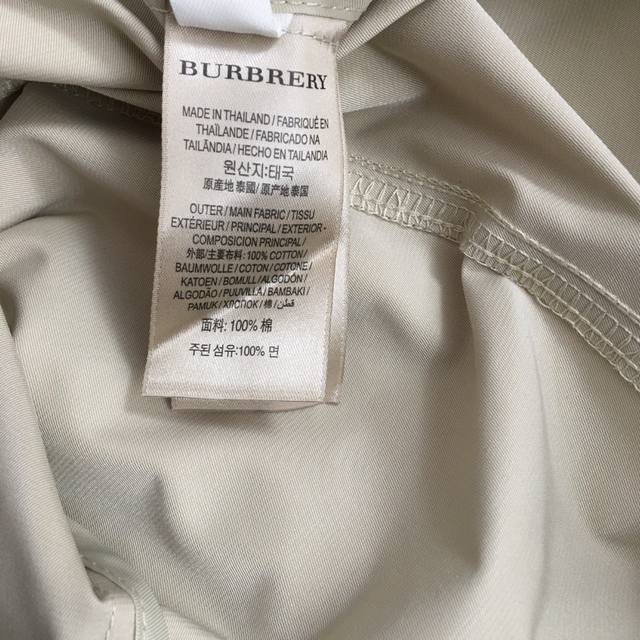 BURBRERY
MADE IN THAILAND / FABRIQUÉ EN
THAÏLANDE / FABRICADO NA
TAILÂNDIA / HECHO EN TAILANDIA
원산지:태국
原産地 泰國 / 原产地 泰国
OUTER / MAIN FABRIC / TISSU
EXTÉRIEUR / PRINCIPAL / EXTERIOR-
COMPOSICION PRINCIPAL /
外部/主要布料: 100% COTTON /
BAUMWOLLE / COTON / COTONE /
KATOEN / BOMULL / ALGODÓN /
ALGODÃO / PUUVILLA / BAMBAKI /
PAMUK / ХЛОПОК / 棉 / قطن /
面料: 100% 棉
주된 섬유:100% 면